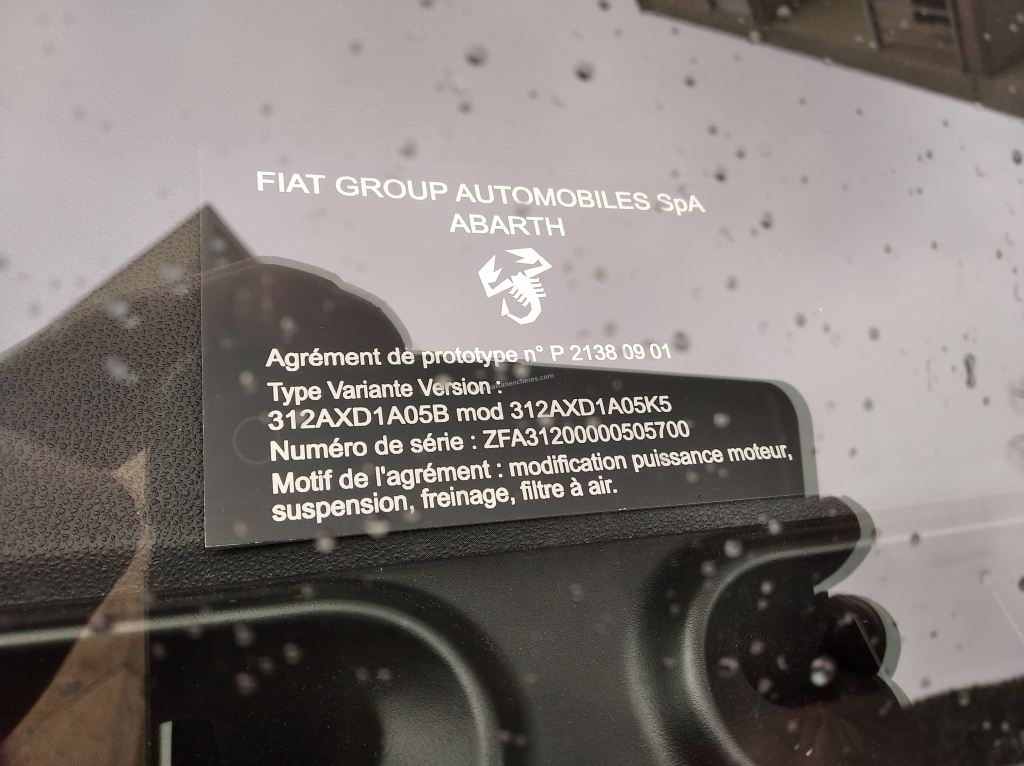 FIAT GROUP AUTOMOBILES SpA
ABARTH
Agrément de prototype n° P 2138 09 01
Type Variante Version :
312AXD1A05B mod 312AXD1A05K5
Numéro de série : ZFA31200000505700
Motif de l'agrément : modification puissance moteur,
suspension, freinage, filtre à air.